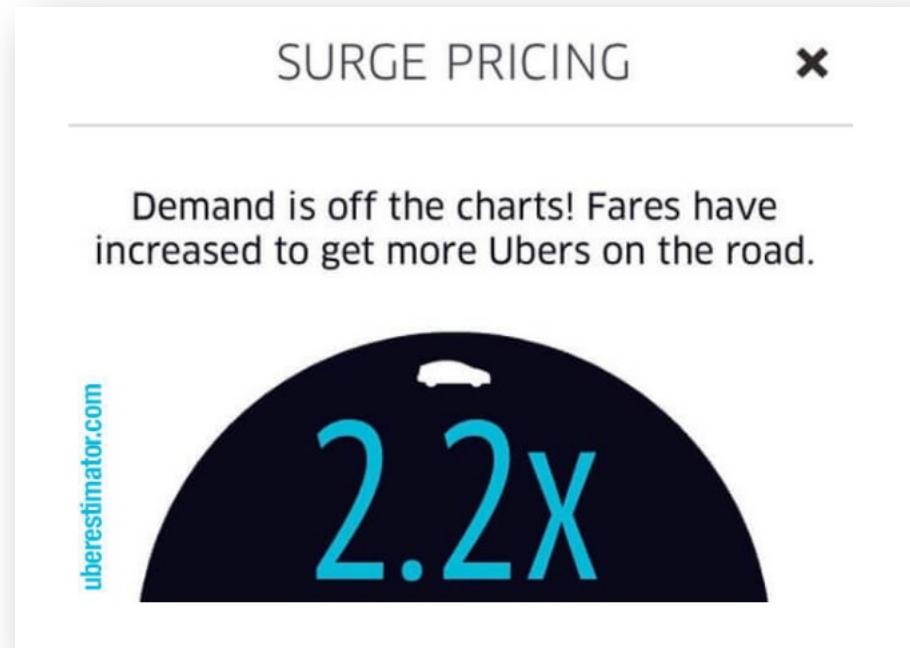 SURGE PRICING
Demand is off the charts! Fares have
increased to get more Ubers on the road.
uberestimator.com
2.2x